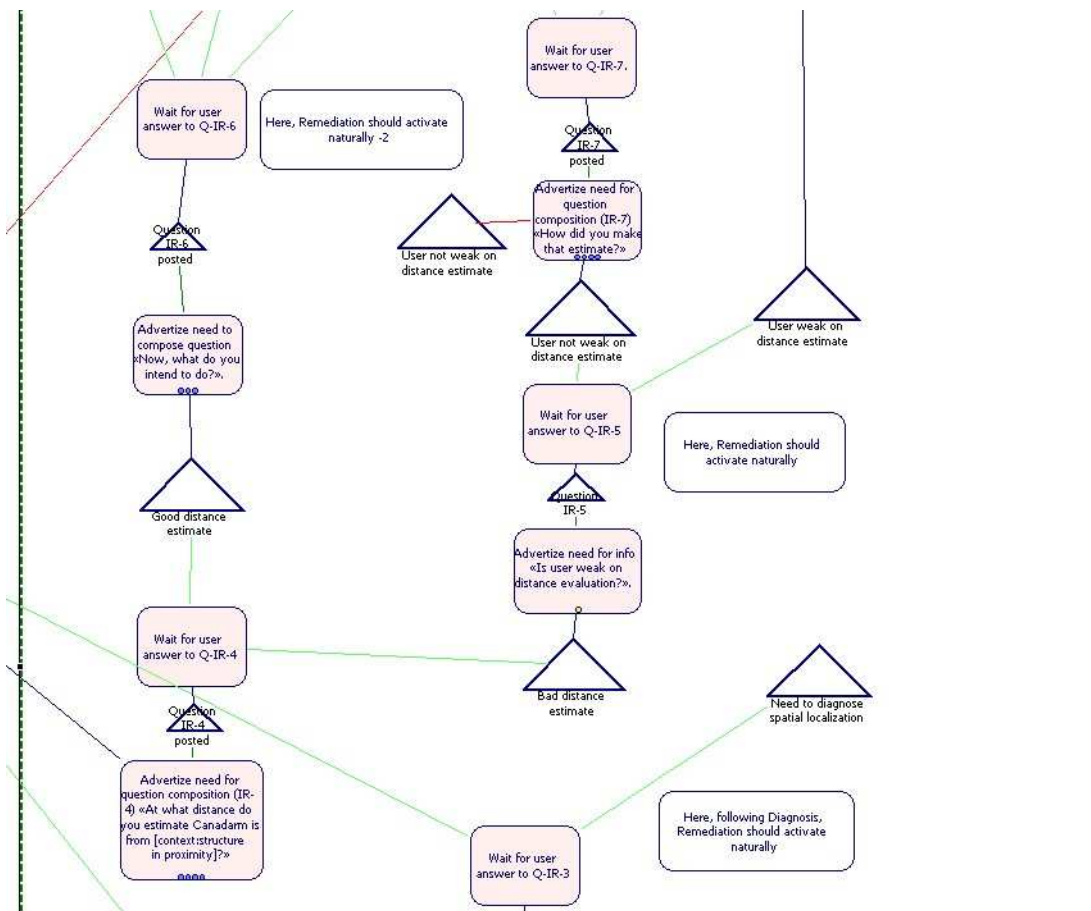 Wait for user
answer to Q-IR-7.
Wait for user
answer to Q-IR-6
Here, Remediation should activate
naturally -2
Question
IR-7
posted
Advertize need for
question
composition (IR-7)
«How did you make
that estimate?»
Question
IR-6
posted
User not weak on
distance estimate
User not weak on
distance estimate
User weak on
distance estimate
Advertize need to
compose question
«Now, what do you
intend to do?».
Wait for user
answer to Q-IR-5
Here, Remediation should
activate naturally
Question
IR-5
Good distance
estimate
Advertize need for info
«Is user weak on
distance evaluation?».
Wait for user
answer to Q-IR-4
Bad distance
estimate
Need to diagnose
spatial localization
Question
IR-4
posted
Advertize need for
question composition (IR-
4) «At what distance do
you estimate Canadarm is
from [context:structure
in proximity]?»
Here, following Diagnosis,
Remediation should activate
naturally
Wait for user
answer to Q-IR-3